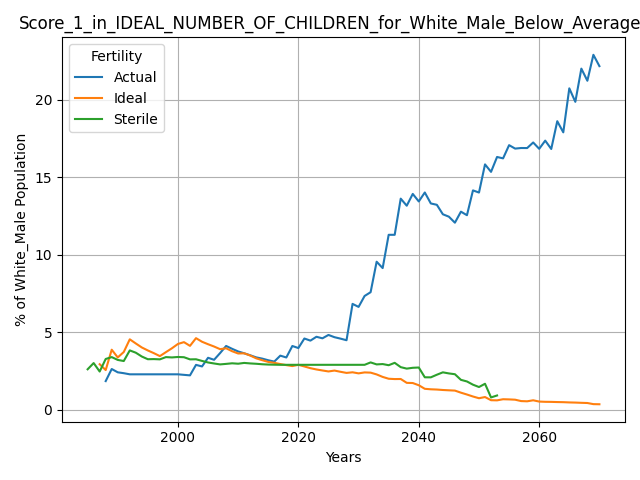 Score_1_in_IDEAL_NUMBER_OF_CHILDREN_for_White_Male_Below_Average
Fertility
Actual
Ideal
Sterile
% of White_Male Population
20
15
10
5
0
2000
2020
2040
2060
Years